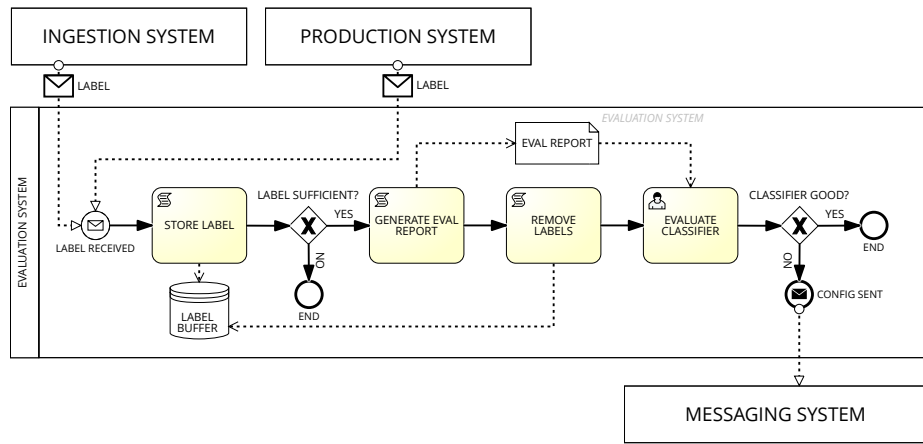 INGESTION SYSTEM
PRODUCTION SYSTEM
LABEL
LABEL
EVALUATION SYSTEM
EVALUATION SYSTEM
EVAL REPORT
LABEL RECEIVED
STORE LABEL
LABEL SUFFICIENT?
YES
NO
END
LABEL
BUFFER
GENERATE EVAL
REPORT
REMOVE
LABELS
EVALUATE
CLASSIFIER
CLASSIFIER GOOD?
YES
END
NO
CONFIG SENT
MESSAGING SYSTEM